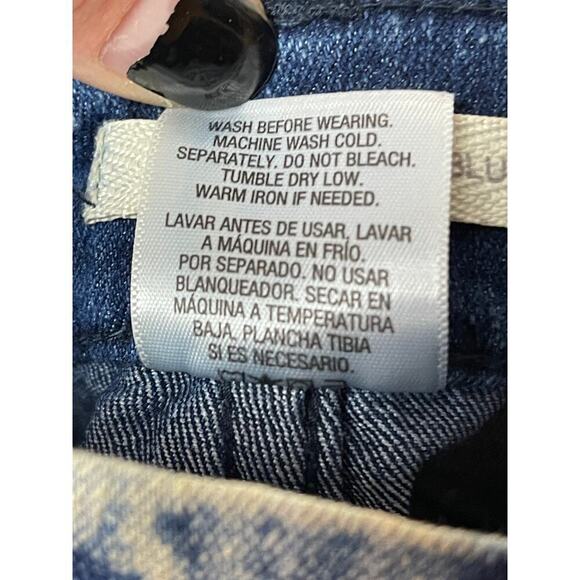 WASH BEFORE WEARING.
MACHINE WASH COLD.
SEPARATELY. DO NOT BLEACH.
TUMBLE DRY LOW.
WARM IRON IF NEEDED.
LAVAR ANTES DE USAR, LAVAR
A MÁQUINA EN FRÍO.
POR SEPARADO. NO USAR
BLANQUEADOR. SECAR EN
MÁQUINA A TEMPERATURA
BAJA, PLANCHA TIBIA
SI ES NECESARIO.
BLU